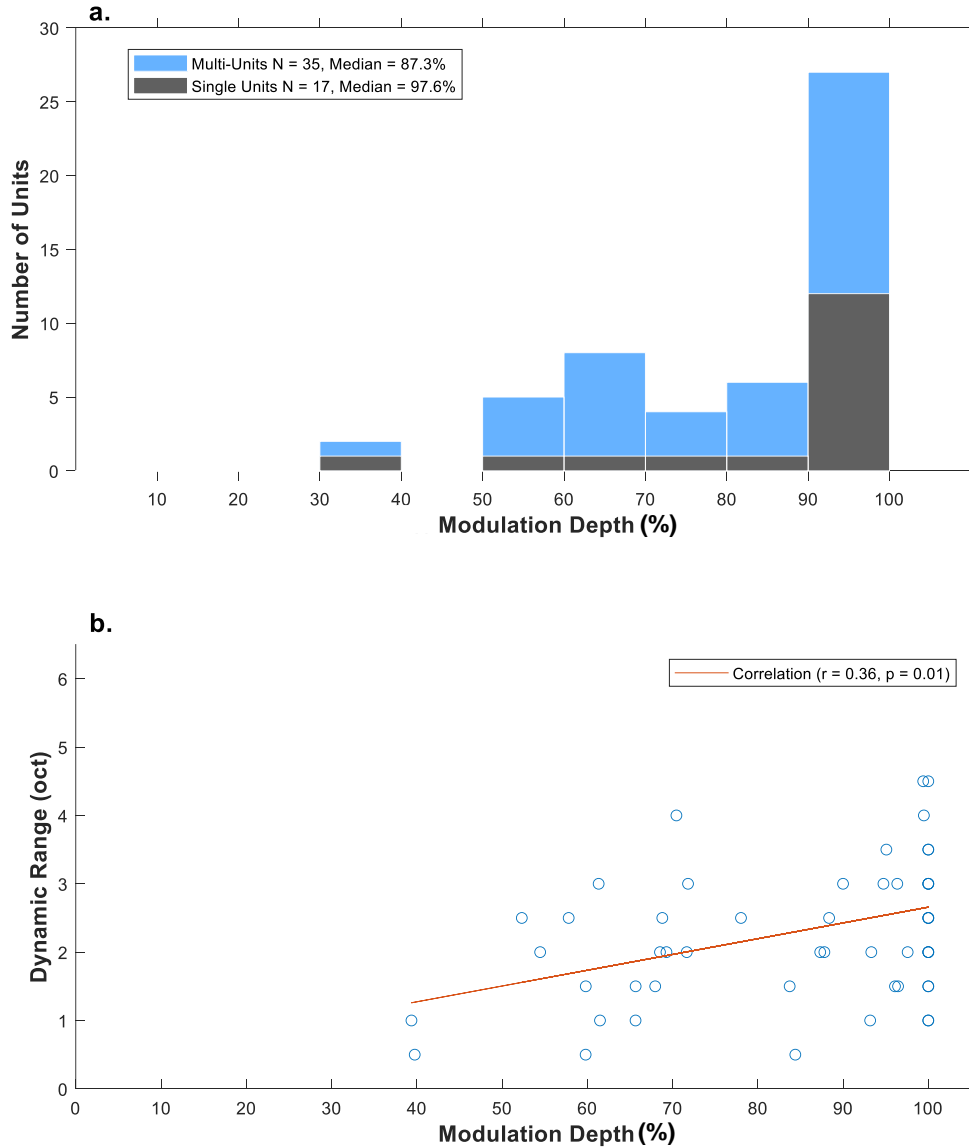 a.
30
25
20
15
10
5
0
Number of Units
Multi-Units N = 35, Median = 87.3%
Single Units N = 17, Median = 97.6%
10 20 30 40 50 60 70 80 90 100
Modulation Depth (%)
b.
6
5
4
3
2
1
0
Dynamic Range (oct)
Correlation (r = 0.36, p = 0.01)
0 10 20 30 40 50 60 70 80 90 100
Modulation Depth (%)